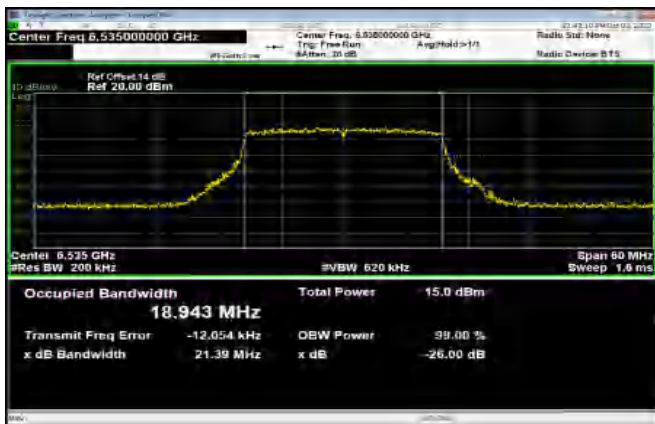 Center Freq 6.535000000 GHz
Center Freq: 6.535000000 GHz
Trig: Free Run
Avg|Hold:>1/1
#Atten: 20 dB
Radio Std: None
Radio Device: BTS
Ref Offset 14 dB
Ref 20.00 dBm
Center 6.535 GHz
#Res BW 200 kHz
#VBW 620 kHz
Span 60 MHz
Sweep 1.6 ms
Occupied Bandwidth
18.943 MHz
Total Power 15.0 dBm
Transmit Freq Error -12.054 kHz
OBW Power 99.00 %
x dB Bandwidth 21.39 MHz
x dB -26.00 dB